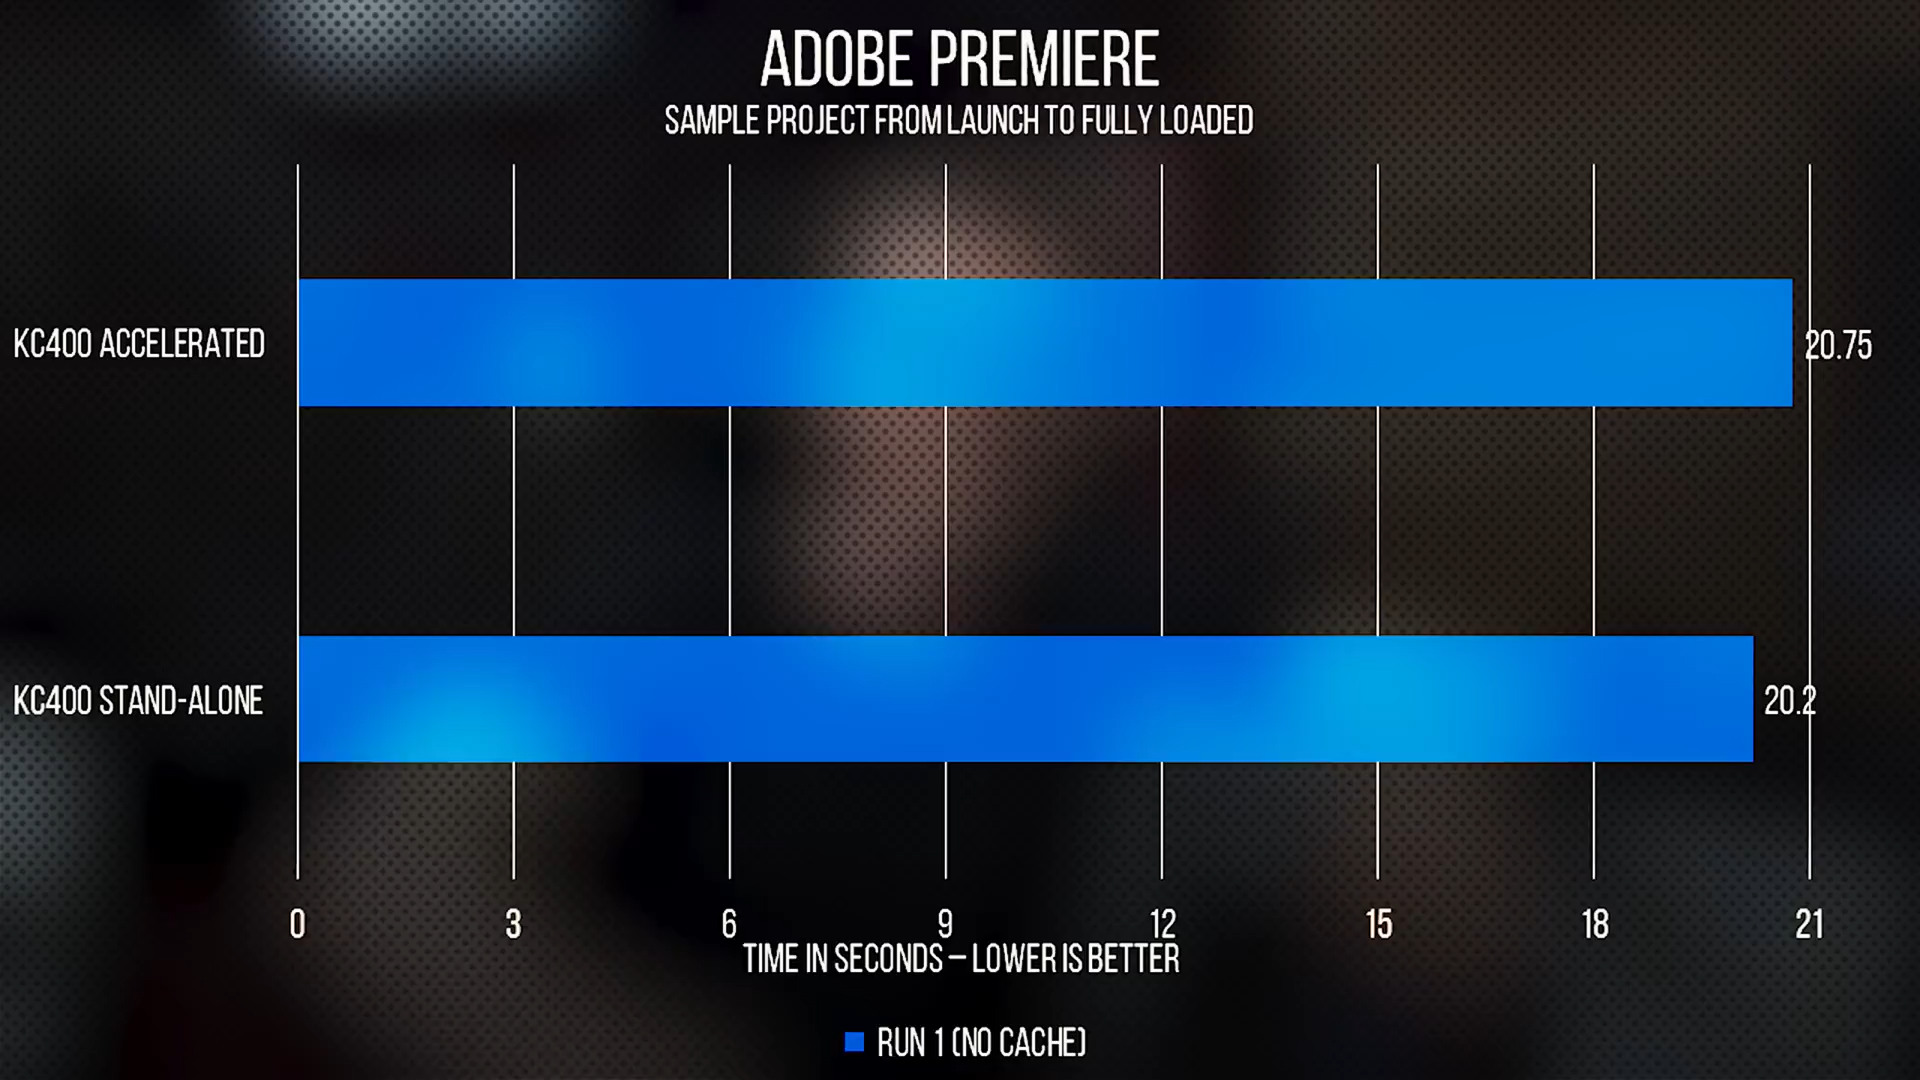 ADOBE PREMIERE
SAMPLE PROJECT FROM LAUNCH TO FULLY LOADED
KC400 ACCELERATED
20.75
KC400 STAND-ALONE
20.2
0 3 6 9 12 15 18 21
TIME IN SECONDS – LOWER IS BETTER
RUN 1 (NO CACHE)